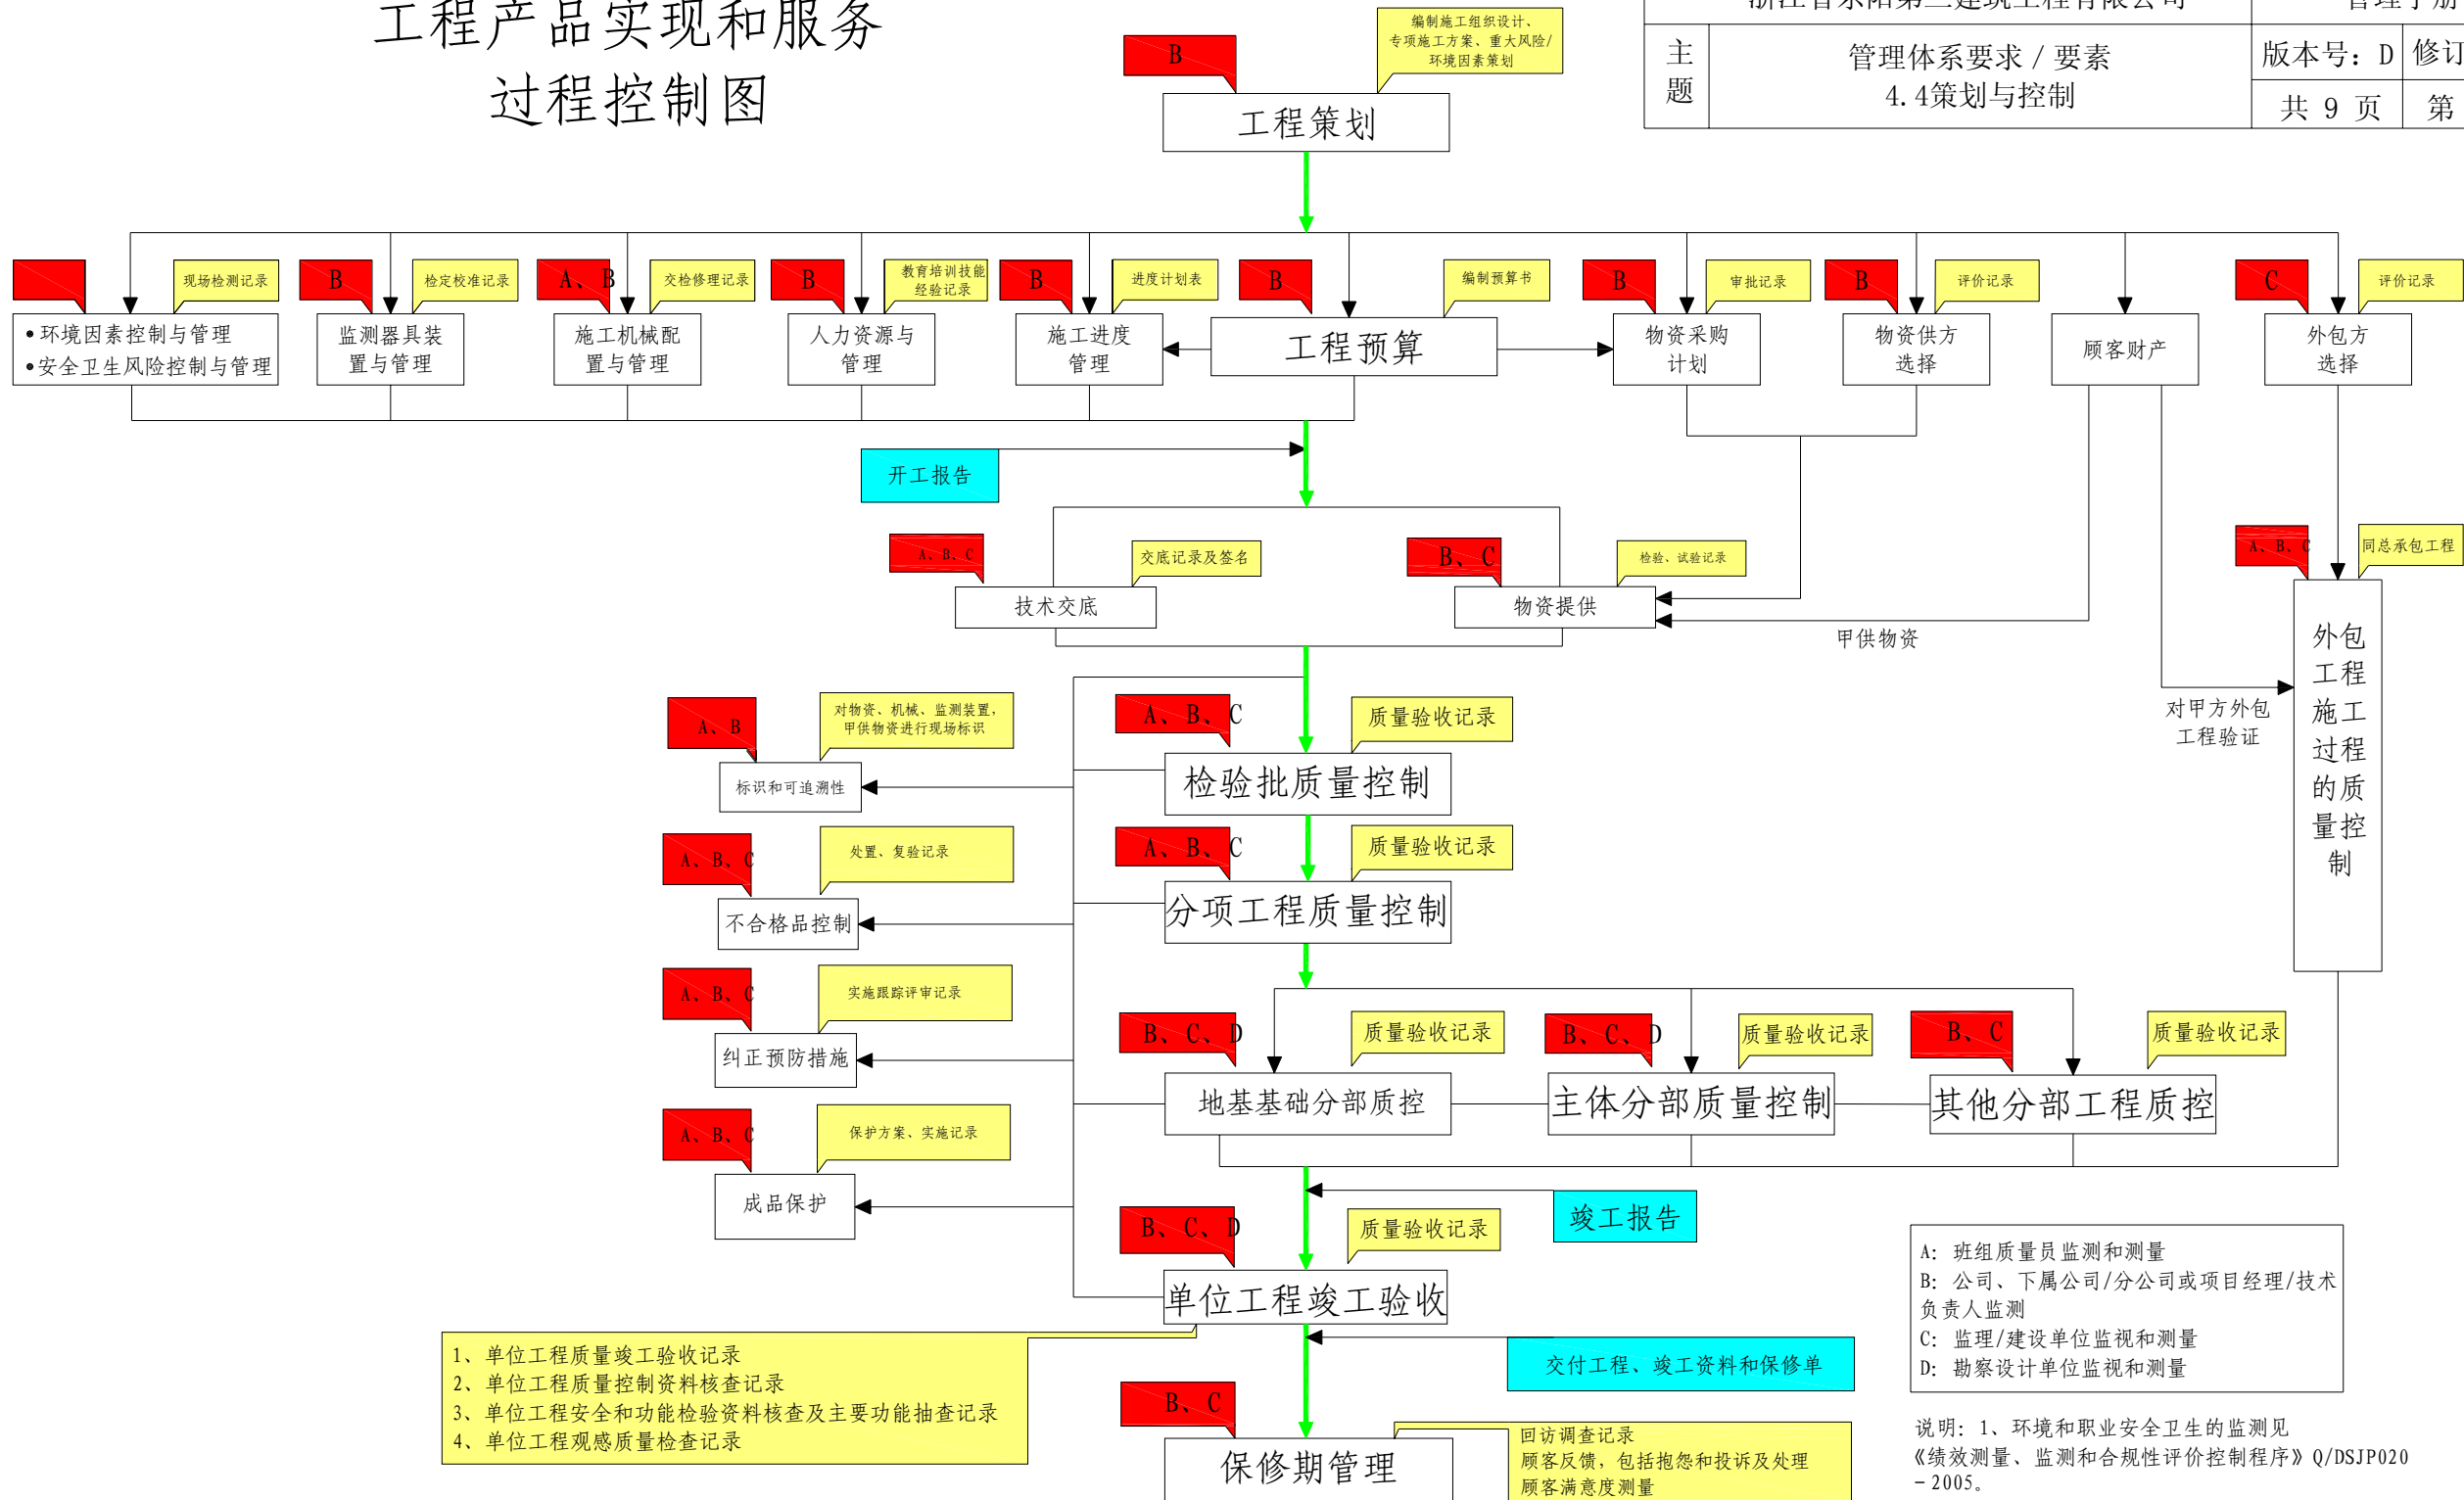 工程产品实现和服务
过程控制图
管理手册
主题
管理体系要求 / 要素
4.4策划与控制
版本号: D
修订
共 9 页
第
B
编制施工组织设计、
专项施工方案、重大风险/
环境因素策划
工程策划
现场检测记录
B
检定校准记录
A、B
交检修理记录
B
教育培训技能
经验记录
B
进度计划表
B
编制预算书
B
审批记录
B
评价记录
C
评价记录
•环境因素控制与管理
•安全卫生风险控制与管理
监测器具装
置与管理
施工机械配
置与管理
人力资源与
管理
施工进度
管理
工程预算
物资采购
计划
物资供方
选择
顾客财产
外包方
选择
开工报告
A、B、C
交底记录及签名
B、C
检验、试验记录
A、B、C
同总承包工程
技术交底
物资提供
甲供物资
外包
工程
施工
过程
的质
量控
制
对甲方外包
工程验证
A、B
对物资、机械、监测装置，
甲供物资进行现场标识
A、B、C
质量验收记录
标识和可追溯性
检验批质量控制
A、B、C
处置、复验记录
A、B、C
质量验收记录
不合格品控制
分项工程质量控制
A、B、C
实施跟踪评审记录
B、C、D
质量验收记录
B、C、D
质量验收记录
B、C
质量验收记录
纠正预防措施
地基基础分部质控
主体分部质量控制
其他分部工程质控
A、B、C
保护方案、实施记录
成品保护
竣工报告
B、C、D
质量验收记录
单位工程竣工验收
A: 班组质量员监测和测量
B: 公司、下属公司/分公司或项目经理/技术
负责人监测
C: 监理/建设单位监视和测量
D: 勘察设计单位监视和测量
1、单位工程质量竣工验收记录
2、单位工程质量控制资料核查记录
3、单位工程安全和功能检验资料核查及主要功能抽查记录
4、单位工程观感质量检查记录
交付工程、竣工资料和保修单
B、C
保修期管理
回访调查记录
顾客反馈，包括抱怨和投诉及处理
顾客满意度测量
说明: 1、环境和职业安全卫生的监测见
《绩效测量、监测和合规性评价控制程序》Q/DSJP020
－2005。